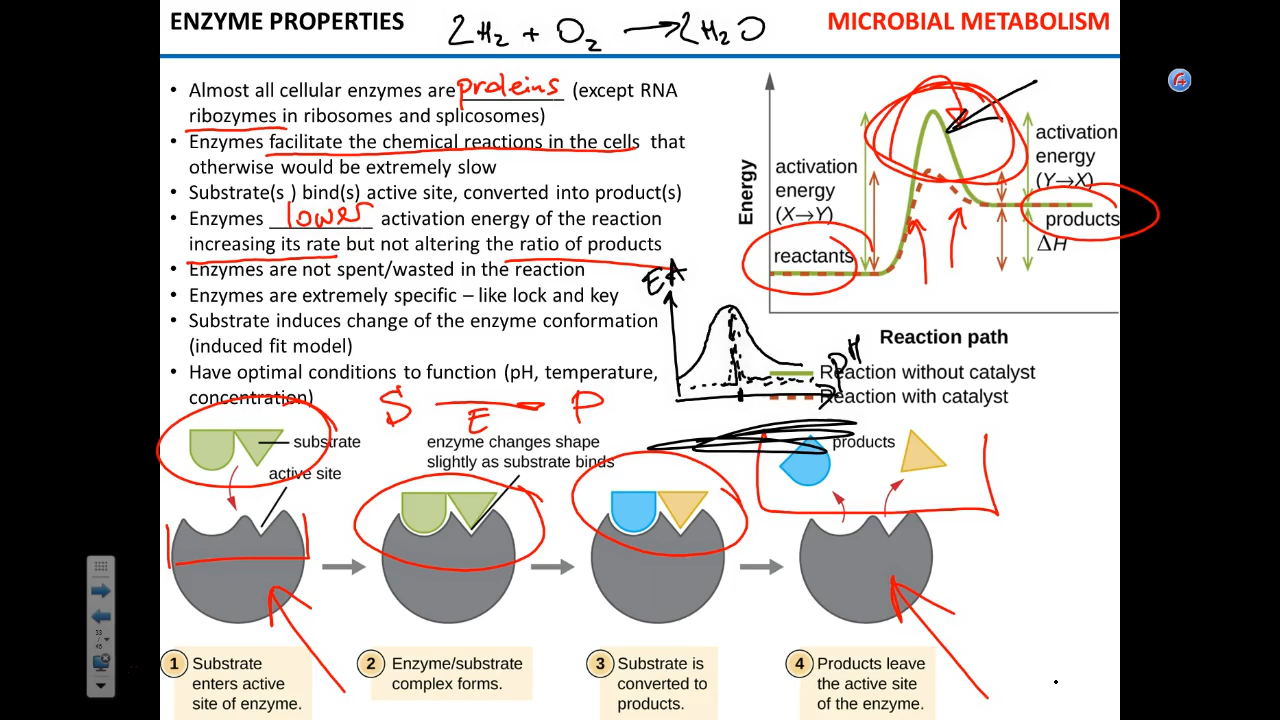 ENZYME PROPERTIES
2H2 + O2 → 2H2O
MICROBIAL METABOLISM
• Almost all cellular enzymes are proteins (except RNA
ribozymes in ribosomes and splicosomes)
• Enzymes facilitate the chemical reactions in the cells that
otherwise would be extremely slow
• Substrate(s ) bind(s) active site, converted into product(s)
• Enzymes lower activation energy of the reaction
increasing its rate but not altering the ratio of products
• Enzymes are not spent/wasted in the reaction
• Enzymes are extremely specific – like lock and key
• Substrate induces change of the enzyme conformation
(induced fit model)
• Have optimal conditions to function (pH, temperature,
concentration)
Energy
activation
energy
(X→Y)
reactants
activation
energy
(Y→X)
products
ΔH
Reaction path
Reaction without catalyst
Reaction with catalyst
EA
pH
S E P
substrate
active site
enzyme changes shape
slightly as substrate binds
products
1 Substrate
enters active
site of enzyme.
2 Enzyme/substrate
complex forms.
3 Substrate is
converted to
products.
4 Products leave
the active site
of the enzyme.